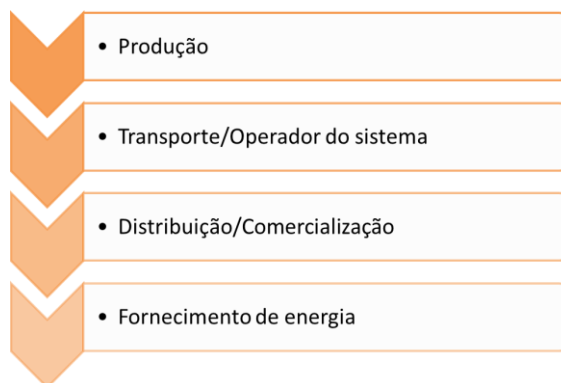 • Produção
• Transporte/Operador do sistema
• Distribuição/Comercialização
• Fornecimento de energia